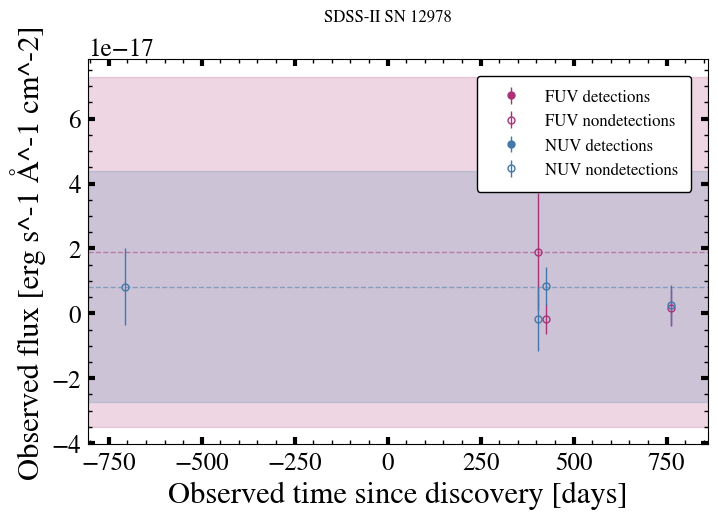 SDSS-II SN 12978
1e−17
FUV detections
FUV nondetections
NUV detections
NUV nondetections
6
4
2
0
−2
−4
−750
−500
−250
0
250
500
750
Observed flux [erg s^-1 Å^-1 cm^-2]
Observed time since discovery [days]